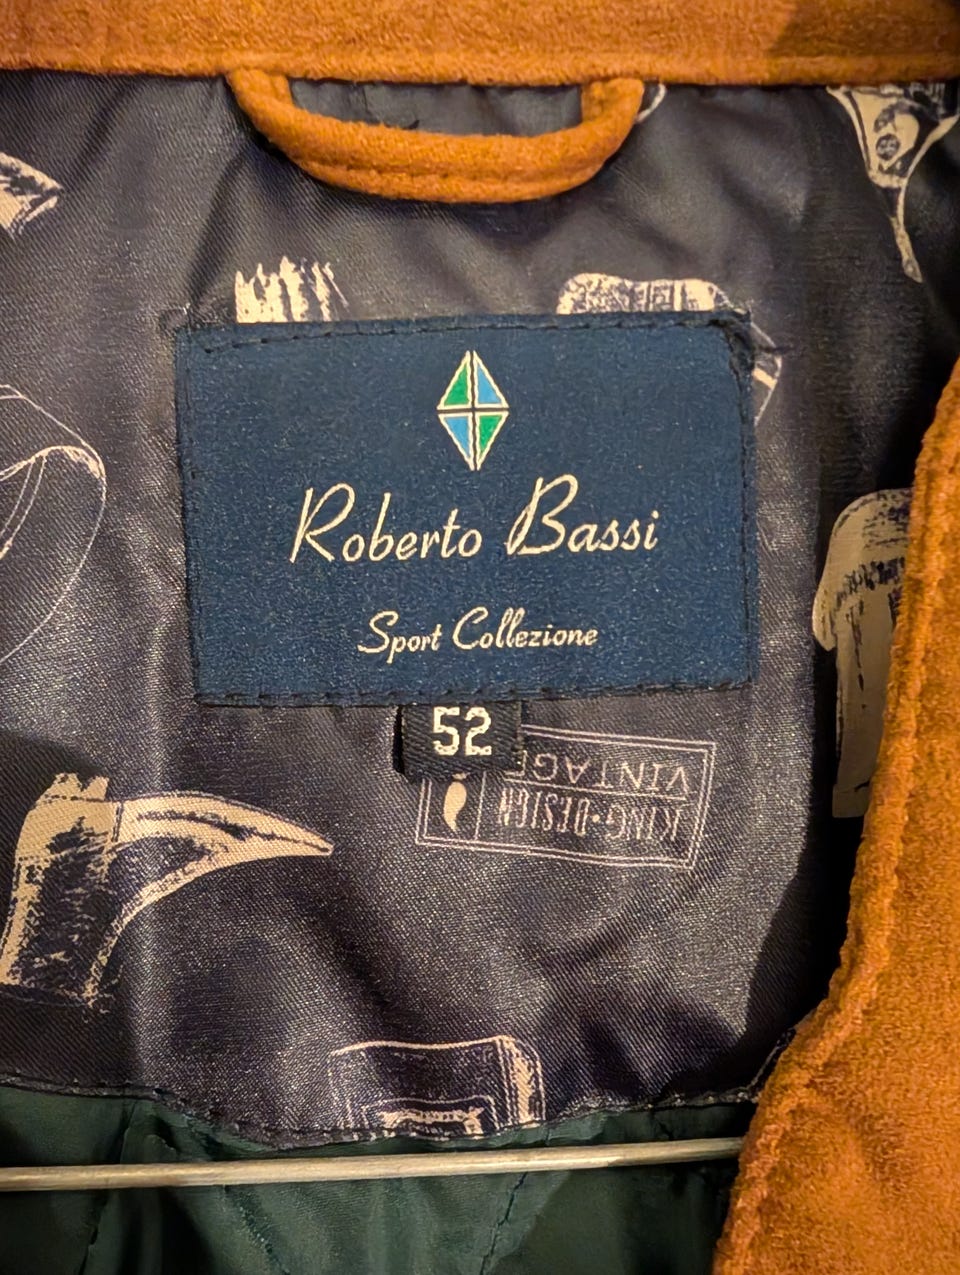 Roberto Bassi
Sport Collezione
52
KING•DESIGN
VINTAGE